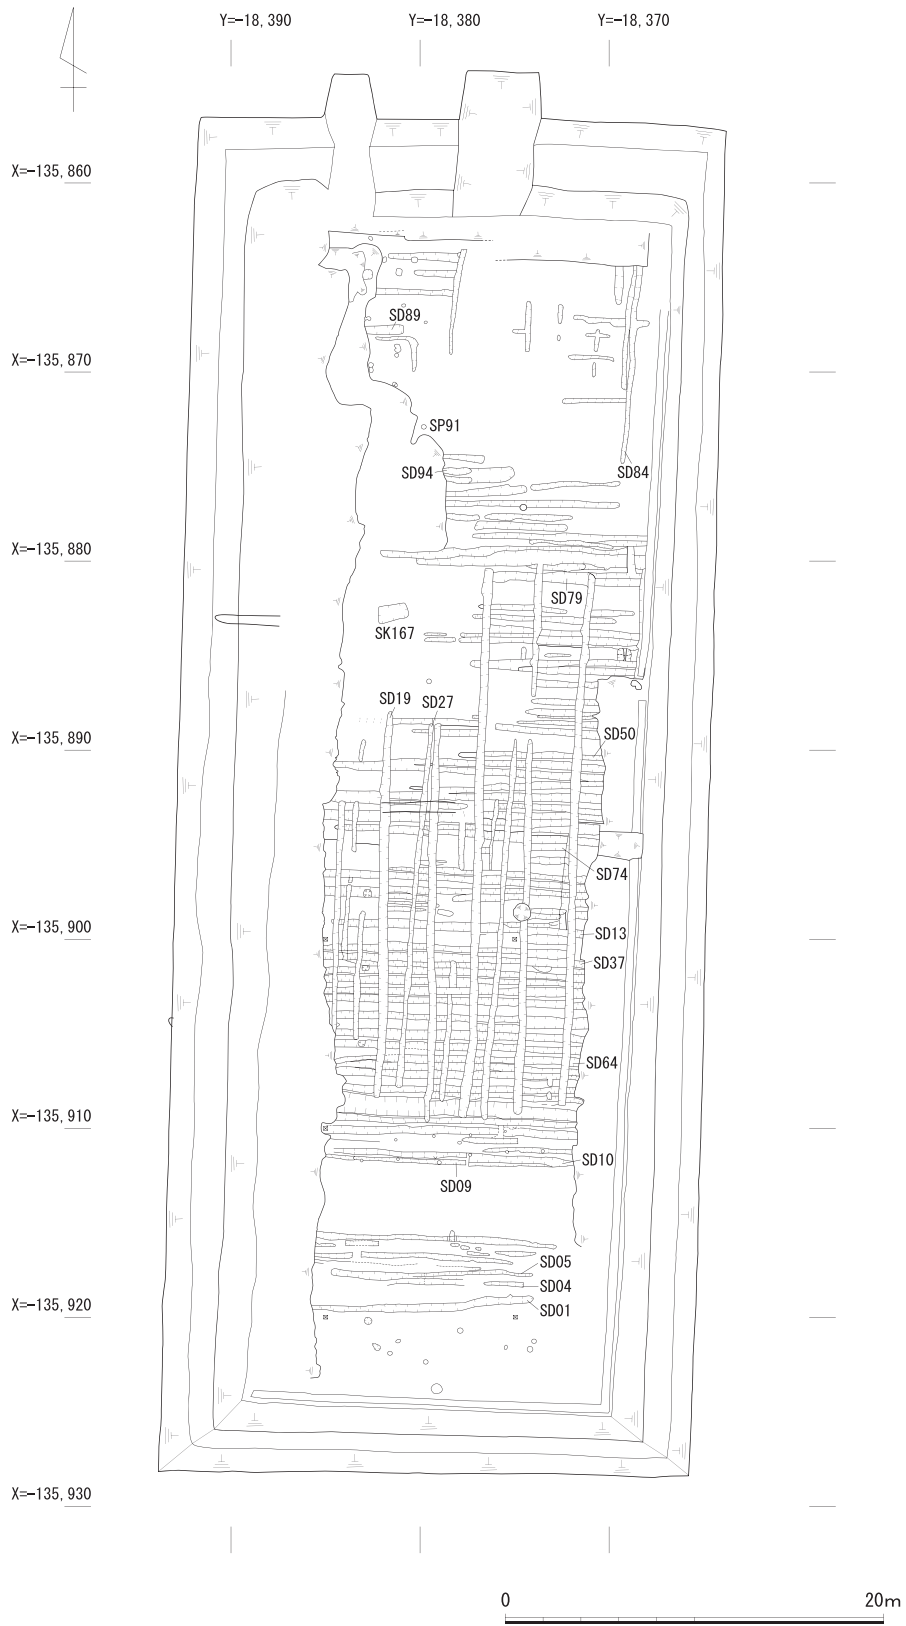 Y=-18,390
Y=-18,380
Y=-18,370
X=-135,860
SD89
X=-135,870
SP91
SD94
SD84
X=-135,880
SD79
SK167
SD19
SD27
SD50
X=-135,890
SD74
X=-135,900
SD13
SD37
SD64
X=-135,910
SD10
SD09
SD05
SD04
X=-135,920
SD01
X=-135,930
0
20m